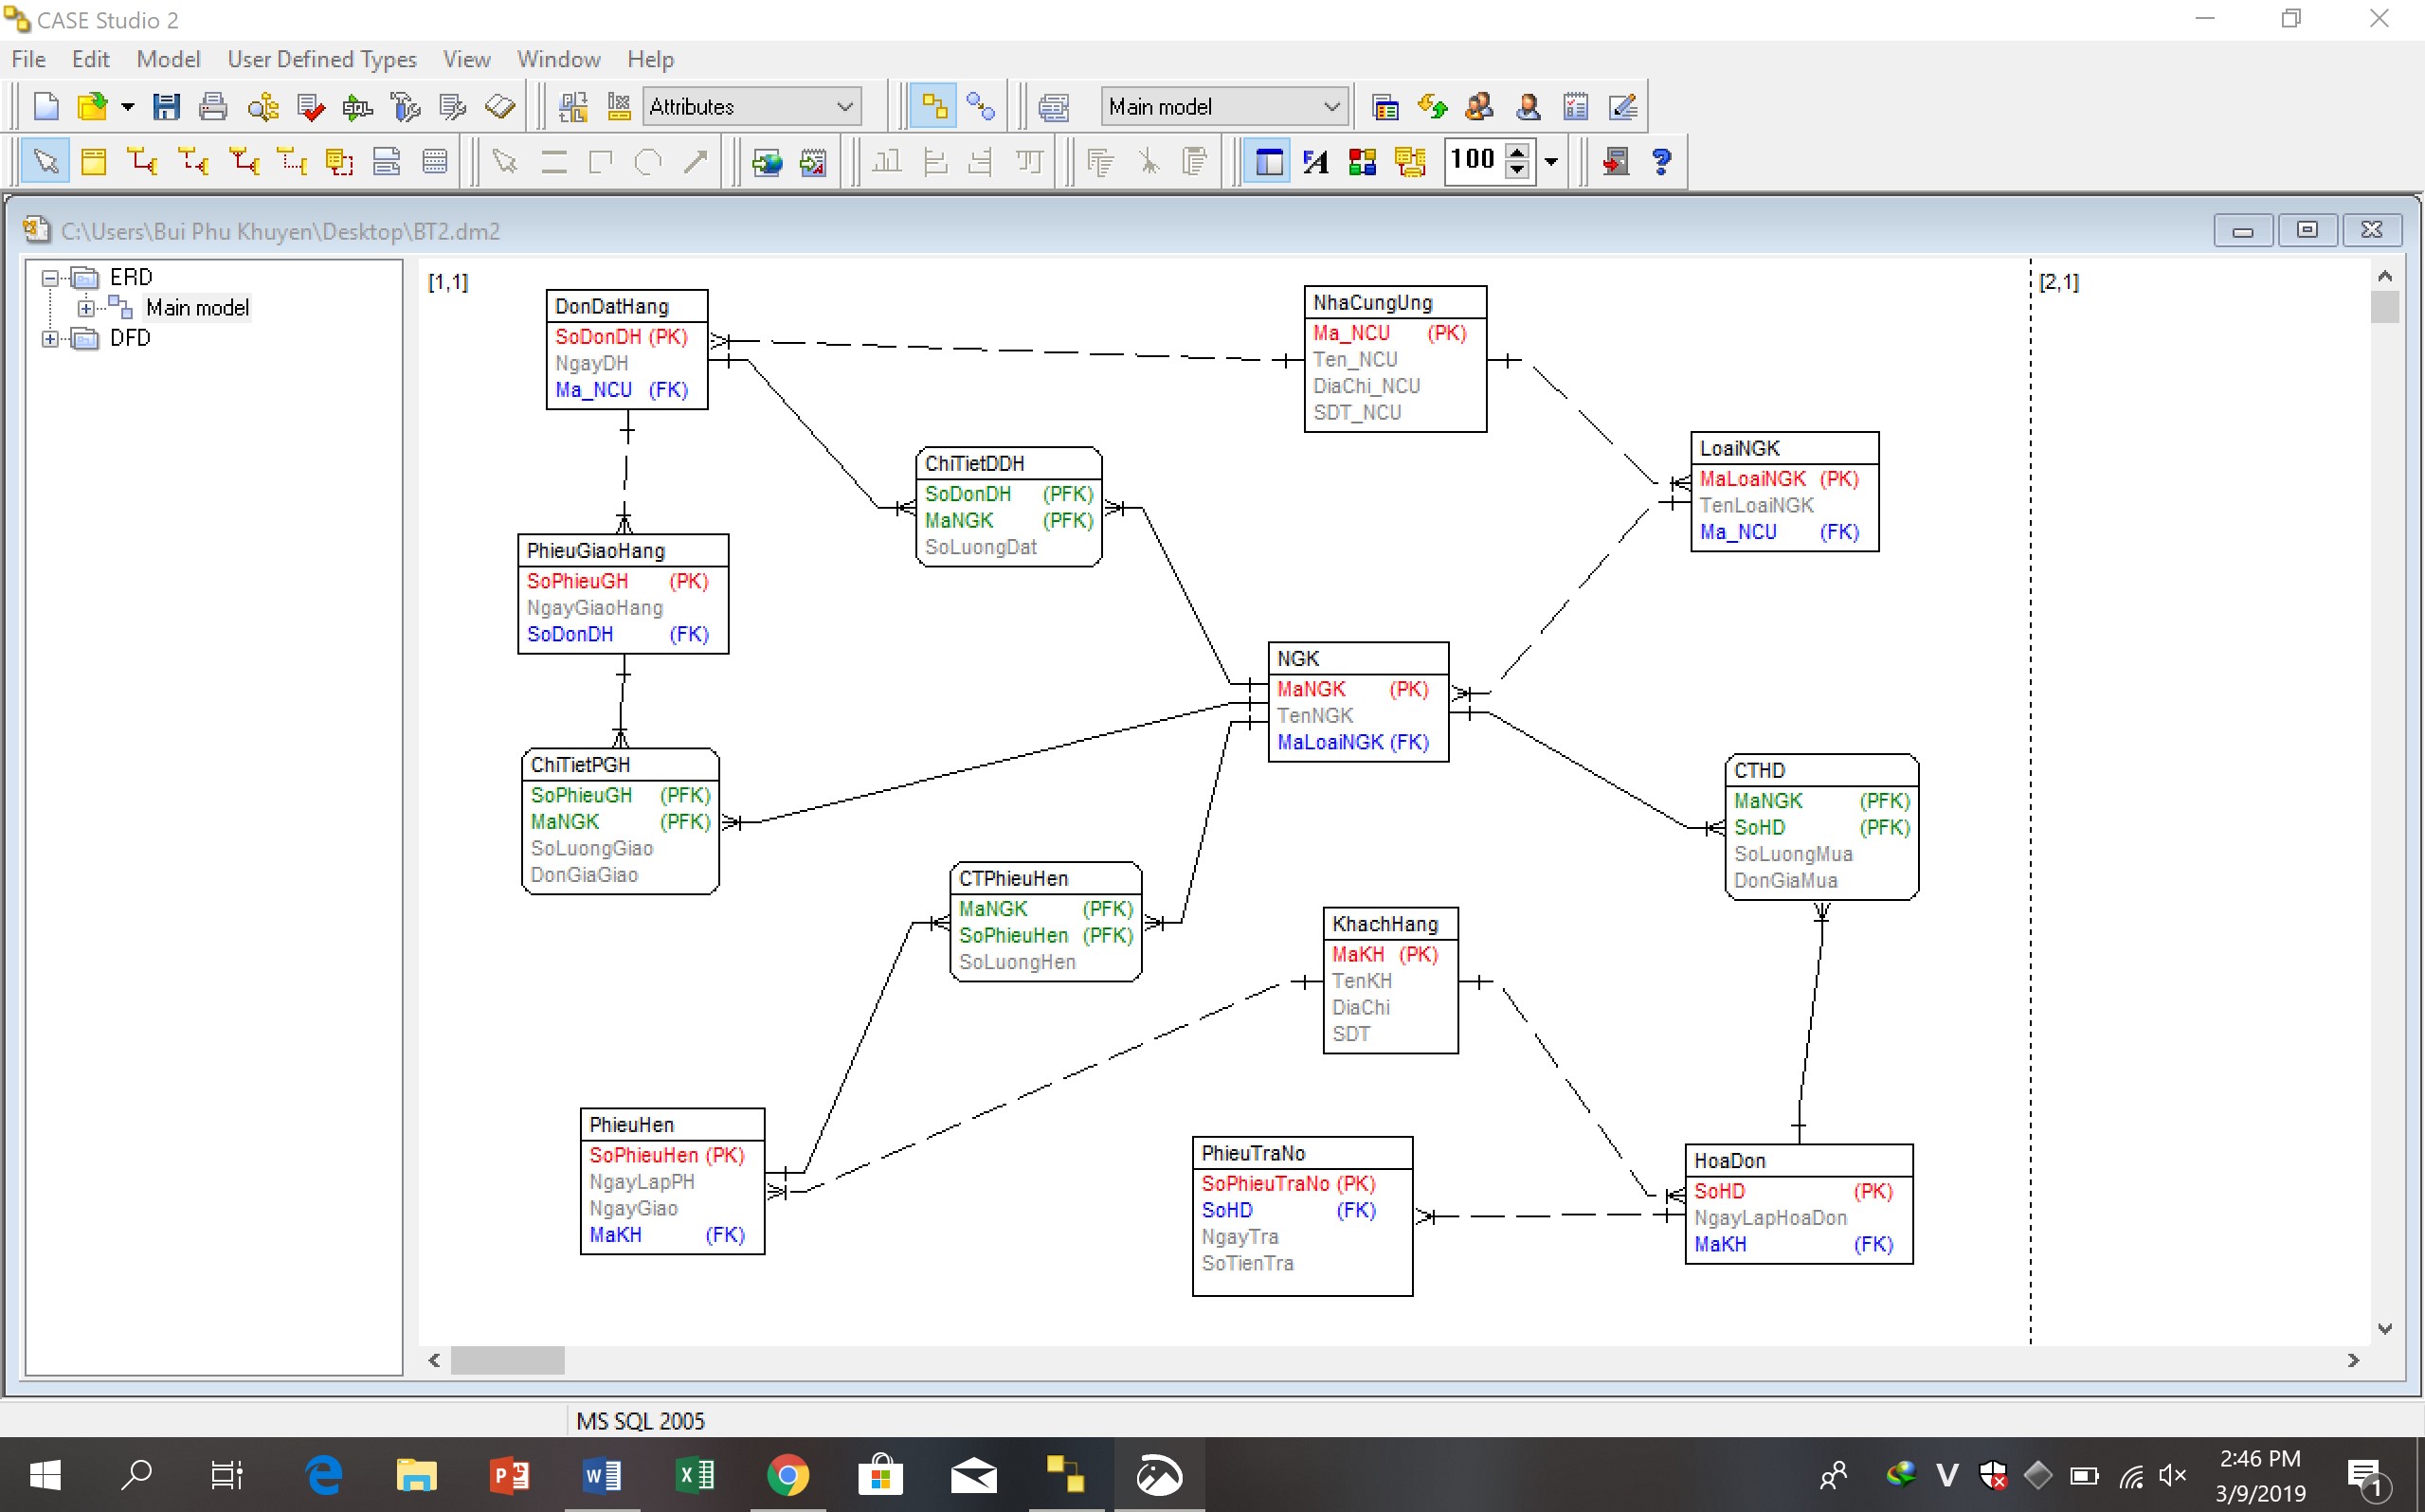 CASE Studio 2
File Edit Model User Defined Types View Window Help
Attributes
Main model
100
C:\Users\Bui Phu Khuyen\Desktop\BT2.dm2
ERD
Main model
DFD
[1,1]
[2,1]
DonDatHang
SoDonDH (PK)
NgayDH
Ma_NCU (FK)
NhaCungUng
Ma_NCU (PK)
Ten_NCU
DiaChi_NCU
SDT_NCU
LoaiNGK
MaLoaiNGK (PK)
TenLoaiNGK
Ma_NCU (FK)
ChiTietDDH
SoDonDH (PFK)
MaNGK (PFK)
SoLuongDat
PhieuGiaoHang
SoPhieuGH (PK)
NgayGiaoHang
SoDonDH (FK)
NGK
MaNGK (PK)
TenNGK
MaLoaiNGK (FK)
ChiTietPGH
SoPhieuGH (PFK)
MaNGK (PFK)
SoLuongGiao
DonGiaGiao
CTHD
MaNGK (PFK)
SoHD (PFK)
SoLuongMua
DonGiaMua
CTPhieuHen
MaNGK (PFK)
SoPhieuHen (PFK)
SoLuongHen
KhachHang
MaKH (PK)
TenKH
DiaChi
SDT
PhieuHen
SoPhieuHen (PK)
NgayLapPH
NgayGiao
MaKH (FK)
PhieuTraNo
SoPhieuTraNo (PK)
SoHD (FK)
NgayTra
SoTienTra
HoaDon
SoHD (PK)
NgayLapHoaDon
MaKH (FK)
MS SQL 2005
2:46 PM
3/9/2019
1